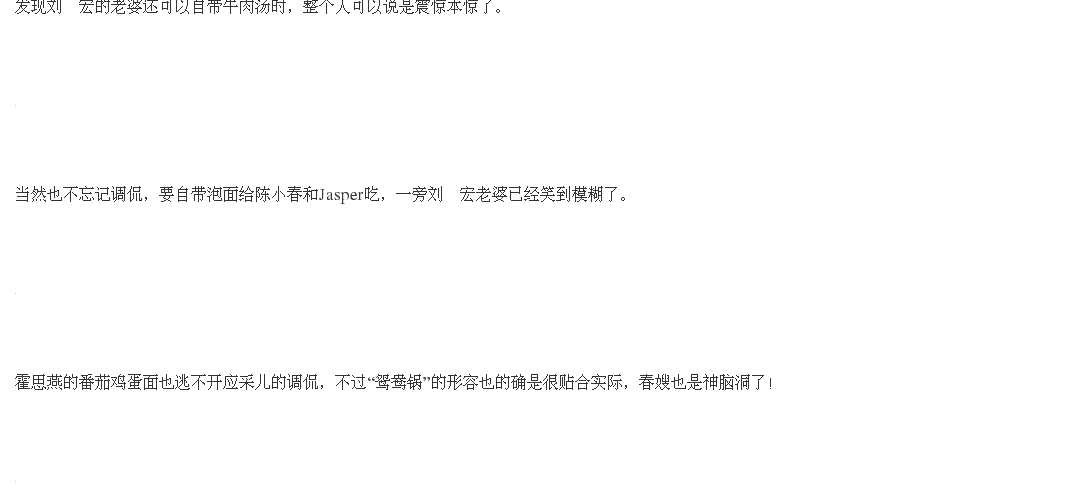 发现刘　宏的老婆还可以自带牛肉汤时，整个人可以说是震惊本惊了。
当然也不忘记调侃，要自带泡面给陈小春和Jasper吃，一旁刘　宏老婆已经笑到模糊了。
霍思燕的番茄鸡蛋面也逃不开应采儿的调侃，不过“鸳鸯锅”的形容也的确是很贴合实际，春嫂也是神脑洞了!